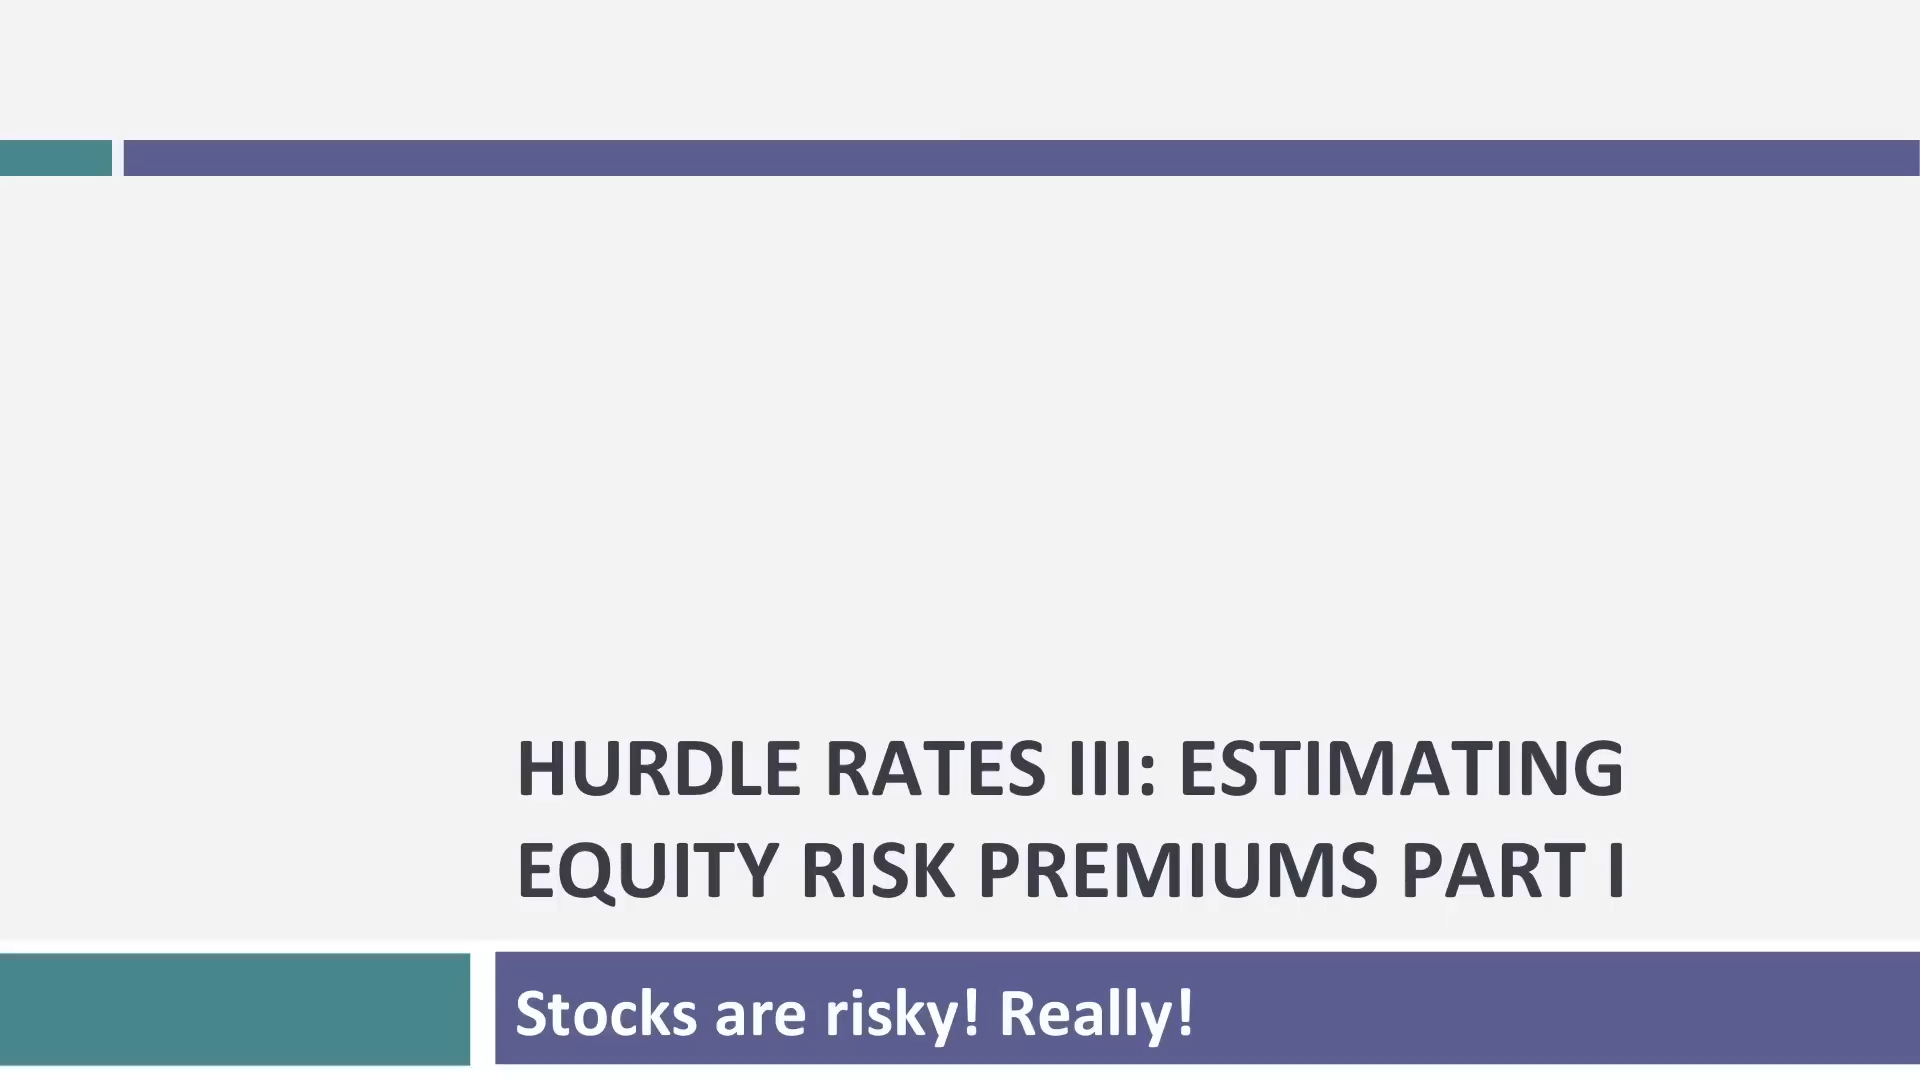 HURDLE RATES III: ESTIMATING
EQUITY RISK PREMIUMS PART I
Stocks are risky! Really!